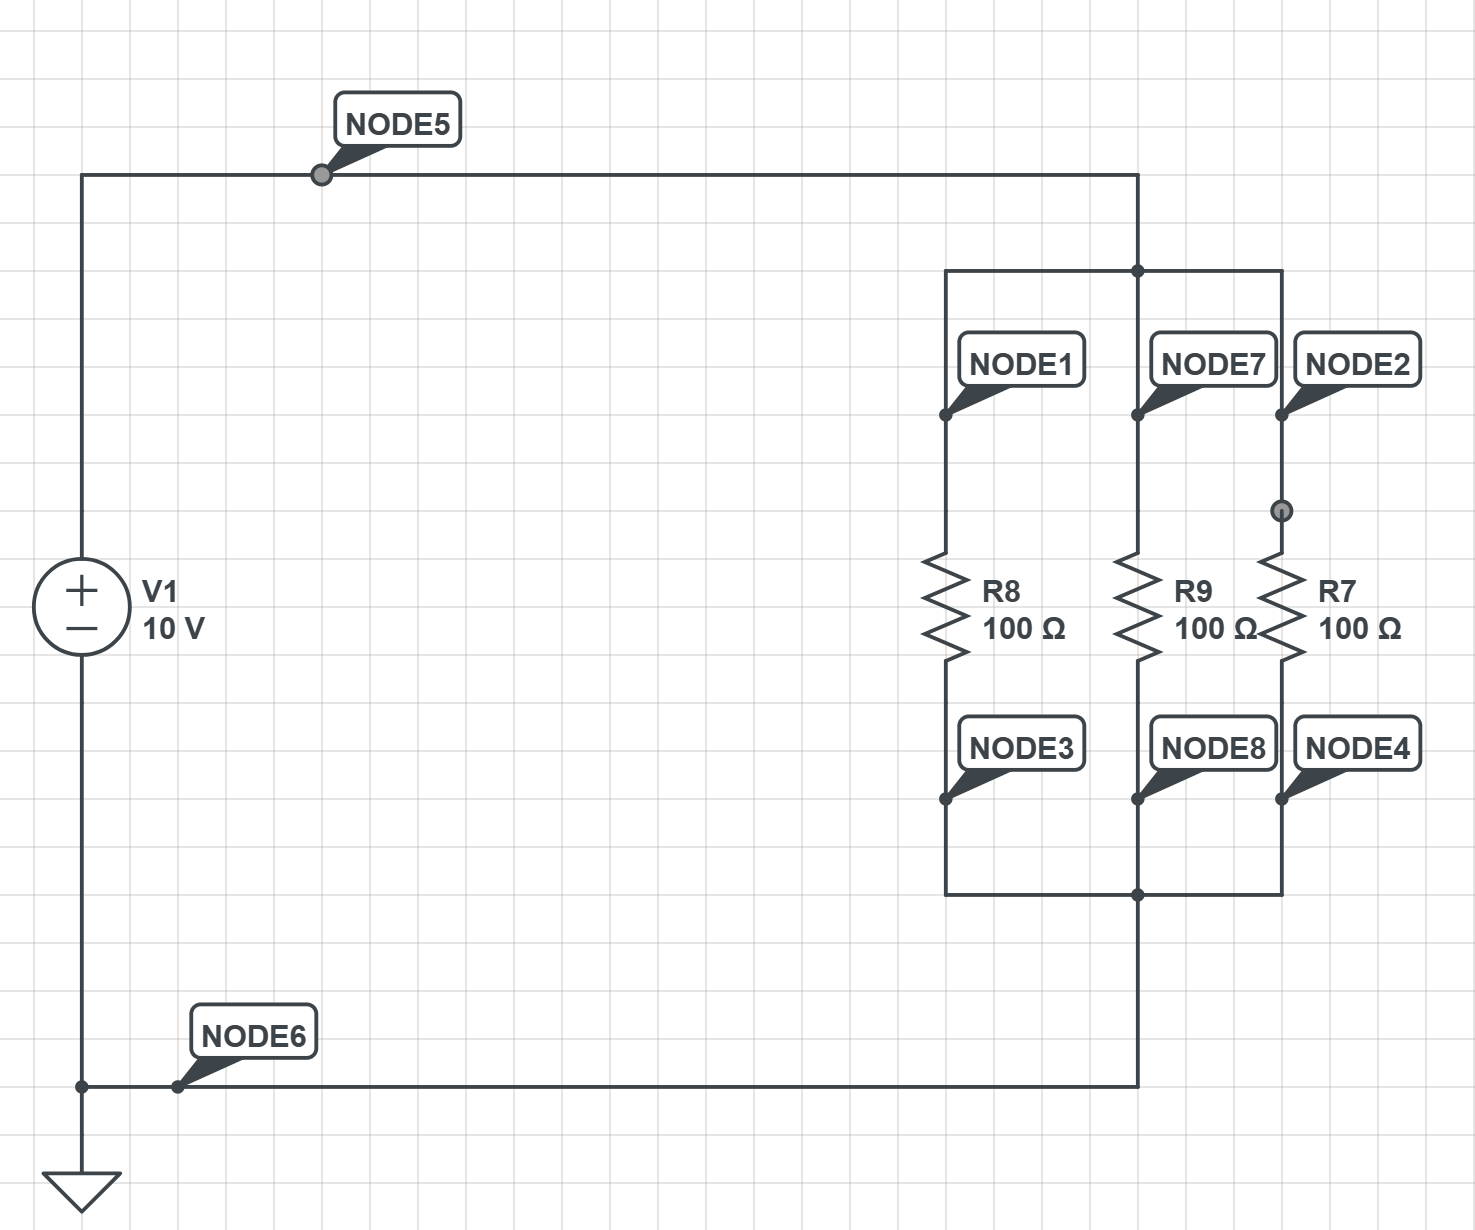 NODE5
NODE1
NODE7
NODE2
V1
10 V
R8
100 Ω
R9
100 Ω
R7
100 Ω
NODE3
NODE8
NODE4
NODE6